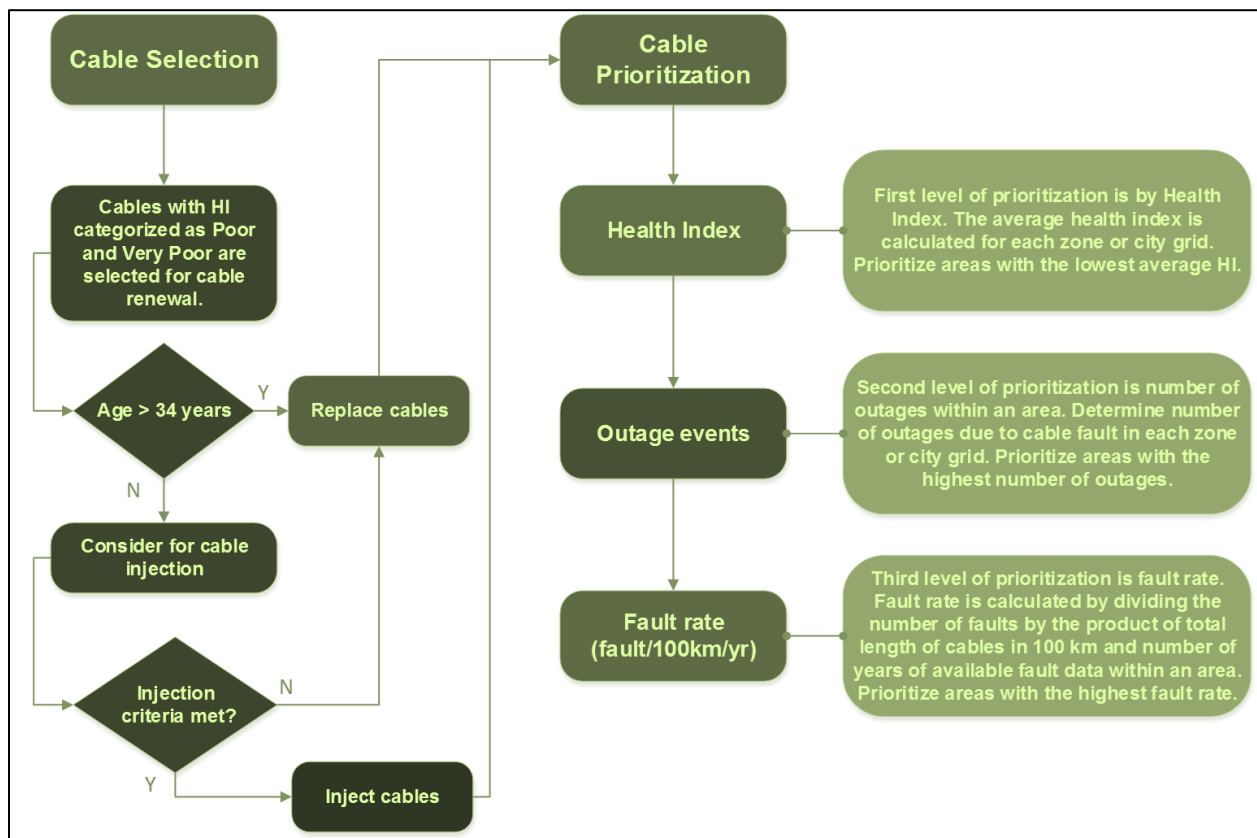 Cable Selection
Cables with HI
categorized as Poor
and Very Poor are
selected for cable
renewal.
Age > 34 years
Y
Replace cables
N
Consider for cable
injection
Injection
criteria met?
N
Y
Inject cables
Cable
Prioritization
Health Index
First level of prioritization is by Health
Index. The average health index is
calculated for each zone or city grid.
Prioritize areas with the lowest average HI.
Outage events
Second level of prioritization is number of
outages within an area. Determine number
of outages due to cable fault in each zone
or city grid. Prioritize areas with the
highest number of outages.
Fault rate
(fault/100km/yr)
Third level of prioritization is fault rate.
Fault rate is calculated by dividing the
number of faults by the product of total
length of cables in 100 km and number of
years of available fault data within an area.
Prioritize areas with the highest fault rate.